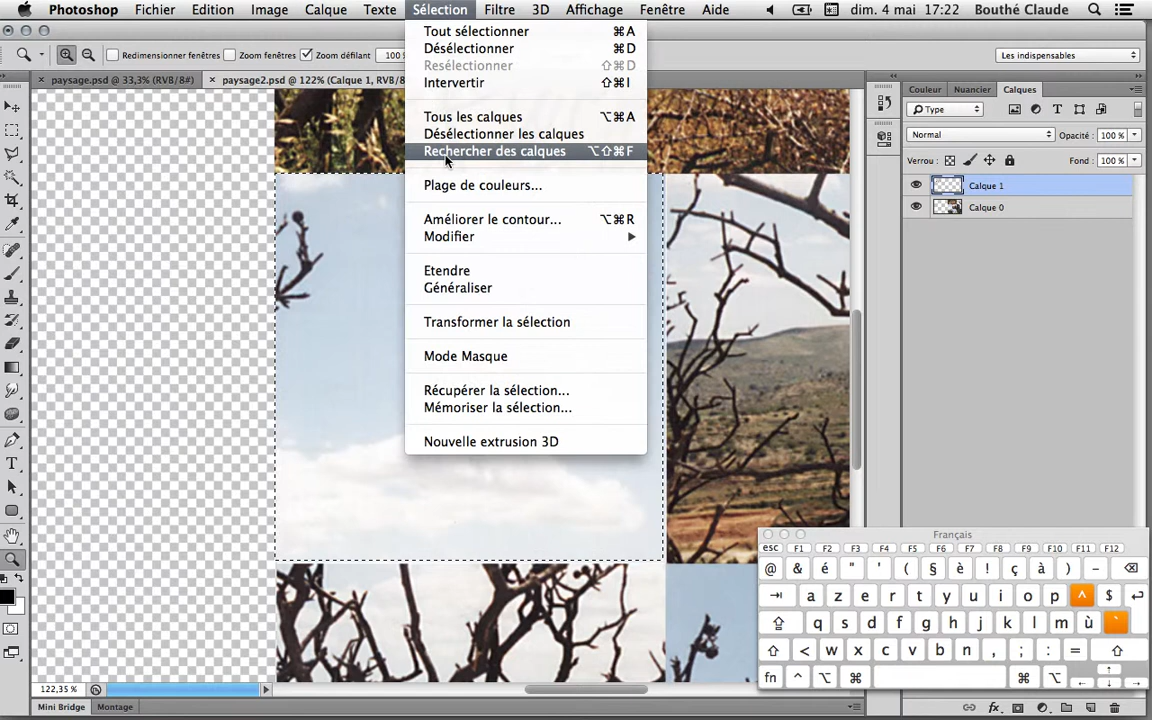 Photoshop Fichier Edition Image Calque Texte Sélection Filtre 3D Affichage Fenêtre Aide dim. 4 mai 17:22 Bouthé Claude
Redimensionner fenêtres Zoom fenêtres Zoom défilant 100 Les indispensables
paysage.psd @ 33,3% (RVB/8#) paysage2.psd @ 122% (Calque 1, RVB/8
Tout sélectionner ⌘A
Désélectionner ⌘D
Resélectionner ⇧⌘D
Intervertir ⇧⌘I
Tous les calques ⌥⌘A
Désélectionner les calques
Rechercher des calques ⌥⇧⌘F
Plage de couleurs...
Améliorer le contour... ⌥⌘R
Modifier ▶
Etendre
Généraliser
Transformer la sélection
Mode Masque
Récupérer la sélection...
Mémoriser la sélection...
Nouvelle extrusion 3D
Couleur Nuancier Calques
Type
Normal Opacité : 100 %
Verrou : Fond : 100 %
Calque 1
Calque 0
Français
esc F1 F2 F3 F4 F5 F6 F7 F8 F9 F10 F11 F12
@ & é " ' ( § è ! ç à ) -
a z e r t y u i o p ^ $
q s d f g h j k l m ù `
< w x c v b n , ; : =
fn ^ ⌥ ⌘ ⌘ ⌥
122,35 %
Mini Bridge Montage